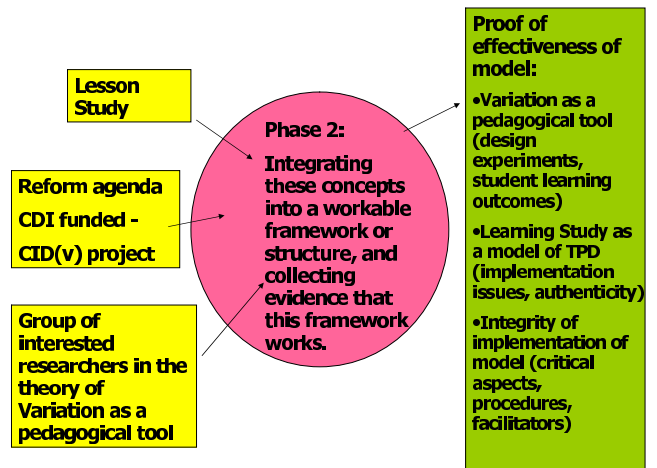 Lesson
Study
Reform agenda
CDI funded -
CID(v) project
Group of
interested
researchers in the
theory of
Variation as a
pedagogical tool
Phase 2:
Integrating
these concepts
into a workable
framework or
structure, and
collecting
evidence that
this framework
works.
Proof of
effectiveness of
model:
•Variation as a
pedagogical tool
(design
experiments,
student learning
outcomes)
•Learning Study as
a model of TPD
(implementation
issues, authenticity)
•Integrity of
implementation of
model (critical
aspects,
procedures,
facilitators)